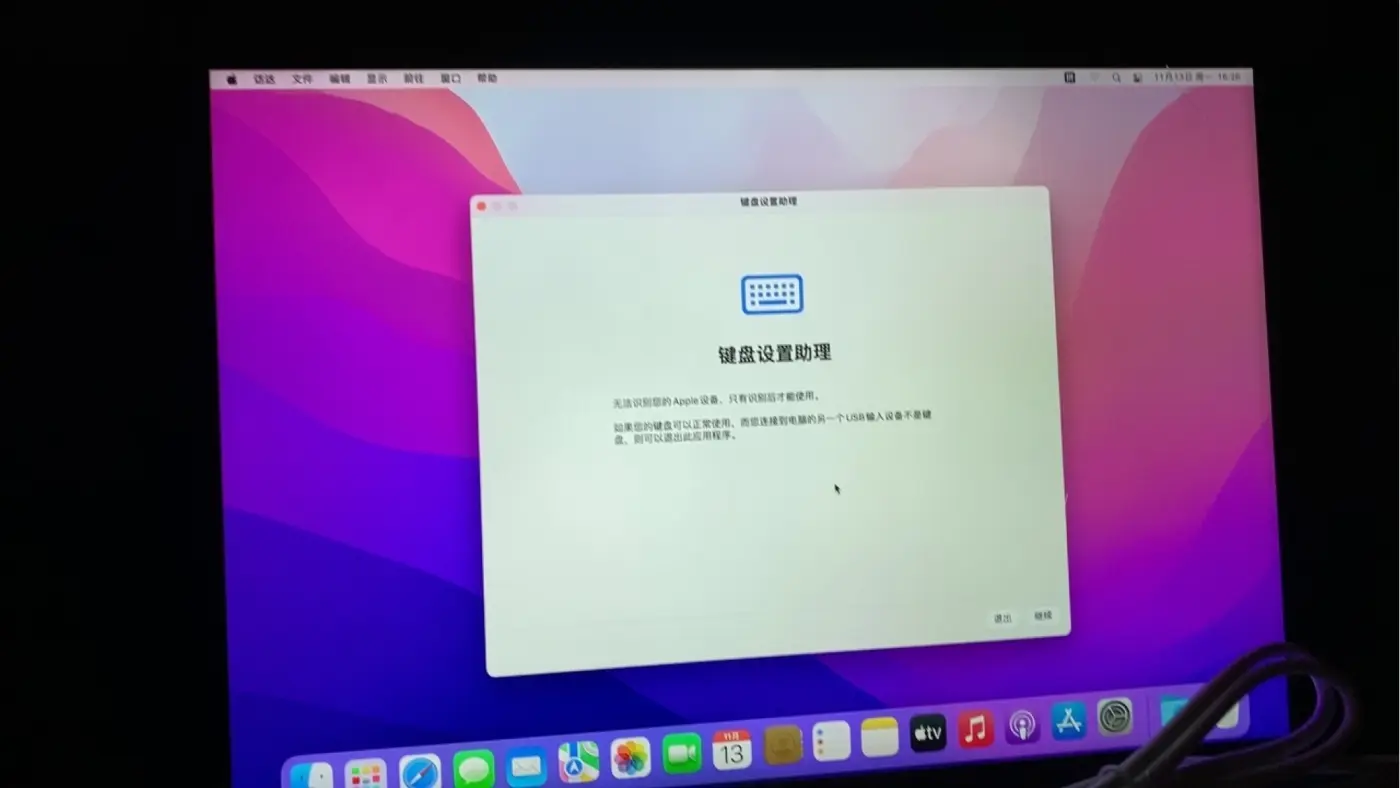 访达 文件 编辑 显示 前往 窗口 帮助
拼
11月13日 周一 16:26
键盘设置助理
键盘设置助理
无法识别您的Apple设备，只有识别后才能使用。
如果您的键盘可以正常使用，而您连接到电脑的另一个USB输入设备不是键
盘，则可以退出此应用程序。
退出 继续
11月
13
tv